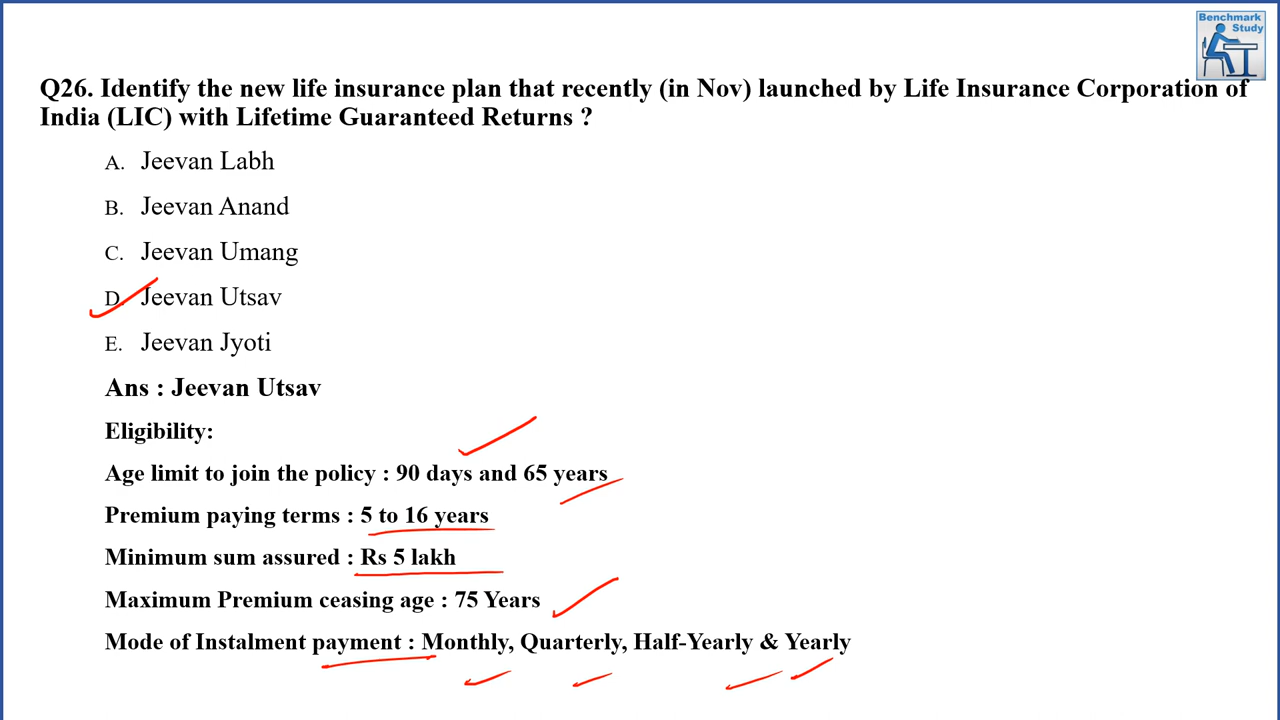 Benchmark
Study
Q26. Identify the new life insurance plan that recently (in Nov) launched by Life Insurance Corporation of
India (LIC) with Lifetime Guaranteed Returns ?
A. Jeevan Labh
B. Jeevan Anand
C. Jeevan Umang
D. Jeevan Utsav
E. Jeevan Jyoti
Ans : Jeevan Utsav
Eligibility:
Age limit to join the policy : 90 days and 65 years
Premium paying terms : 5 to 16 years
Minimum sum assured : Rs 5 lakh
Maximum Premium ceasing age : 75 Years
Mode of Instalment payment : Monthly, Quarterly, Half-Yearly & Yearly